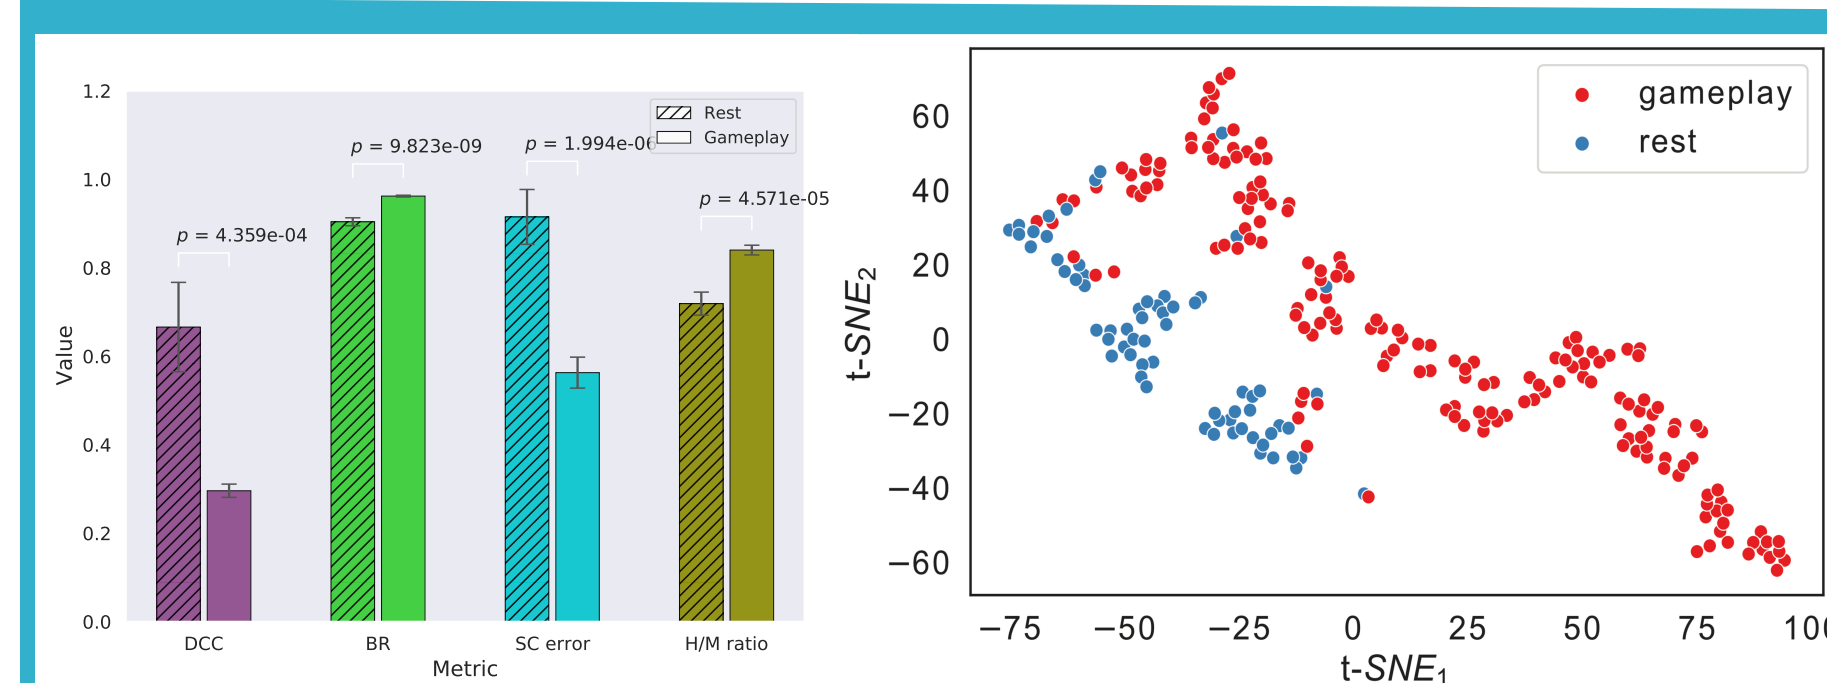 1.2
1.0
0.8
0.6
0.4
0.2
0.0
Value
p = 4.359e-04
p = 9.823e-09
p = 1.994e-06
p = 4.571e-05
Rest
Gameplay
DCC BR SC error H/M ratio
Metric
60
40
20
0
−20
−40
−60
t-SNE2
gameplay
rest
−75 −50 −25 0 25 50 75 100
t-SNE1